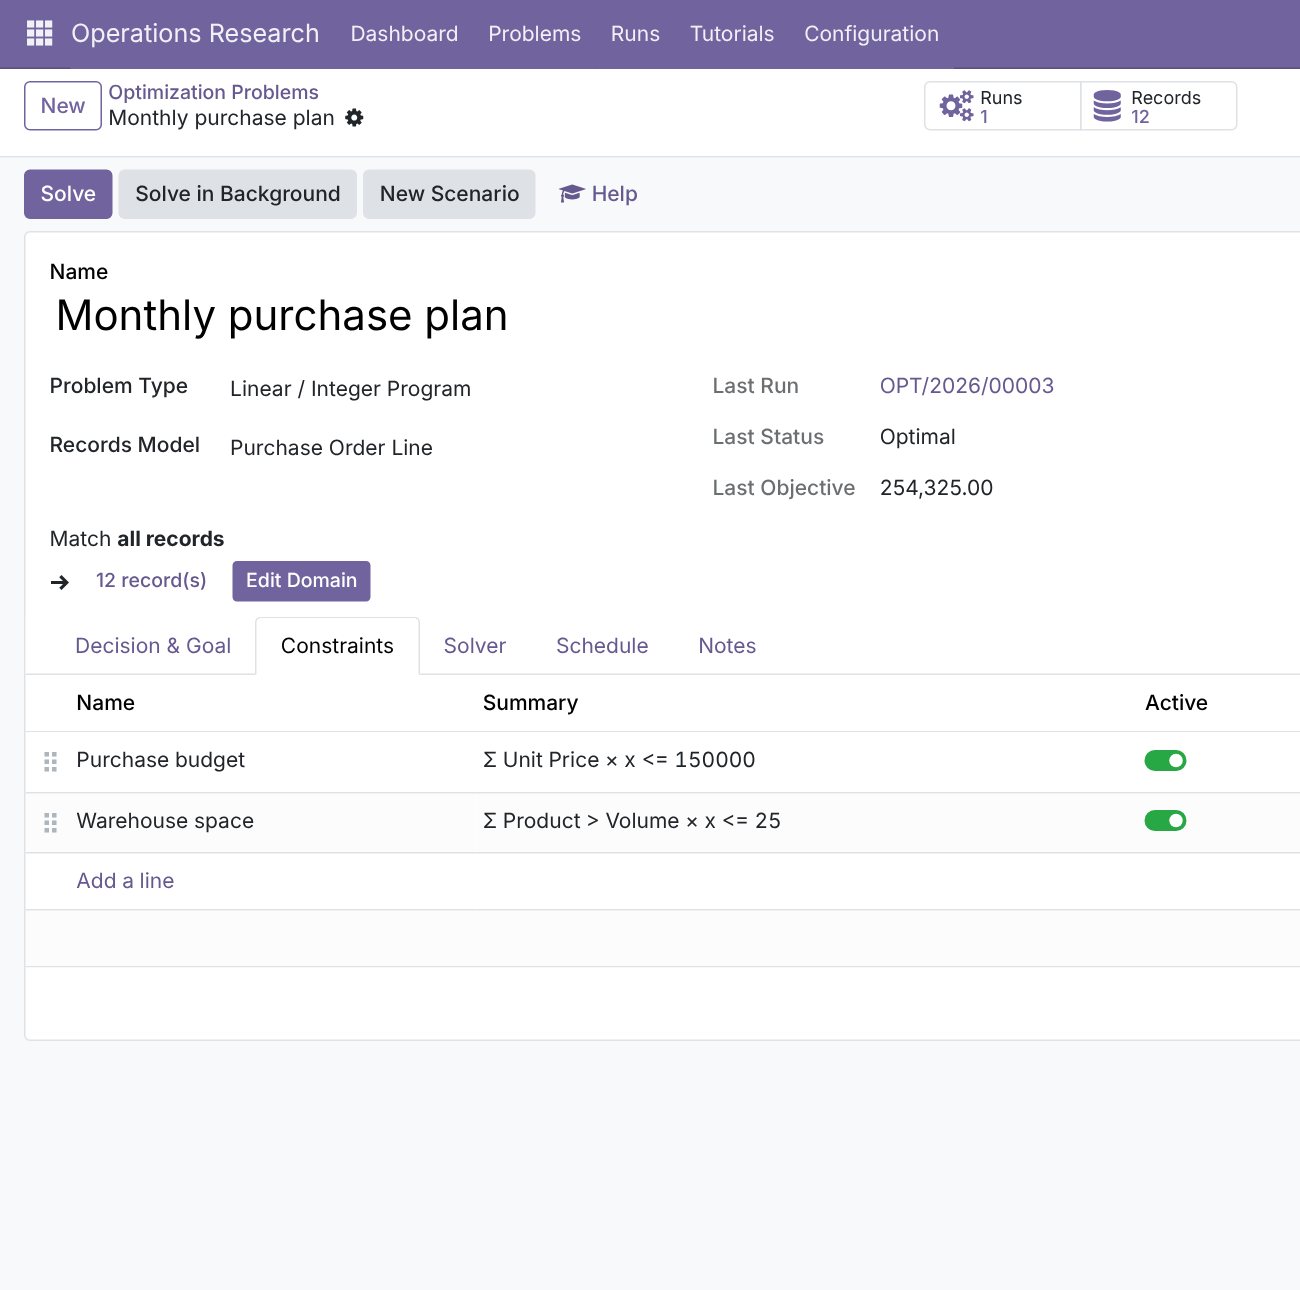 Operations Research Dashboard Problems Runs Tutorials Configuration
New
Optimization Problems
Monthly purchase plan
Runs
1
Records
12
Solve Solve in Background New Scenario Help
Name
Monthly purchase plan
Problem Type Linear / Integer Program
Records Model Purchase Order Line
Last Run OPT/2026/00003
Last Status Optimal
Last Objective 254,325.00
Match all records
→ 12 record(s) Edit Domain
Decision & Goal Constraints Solver Schedule Notes
Name Summary Active
Purchase budget Σ Unit Price × x <= 150000
Warehouse space Σ Product > Volume × x <= 25
Add a line